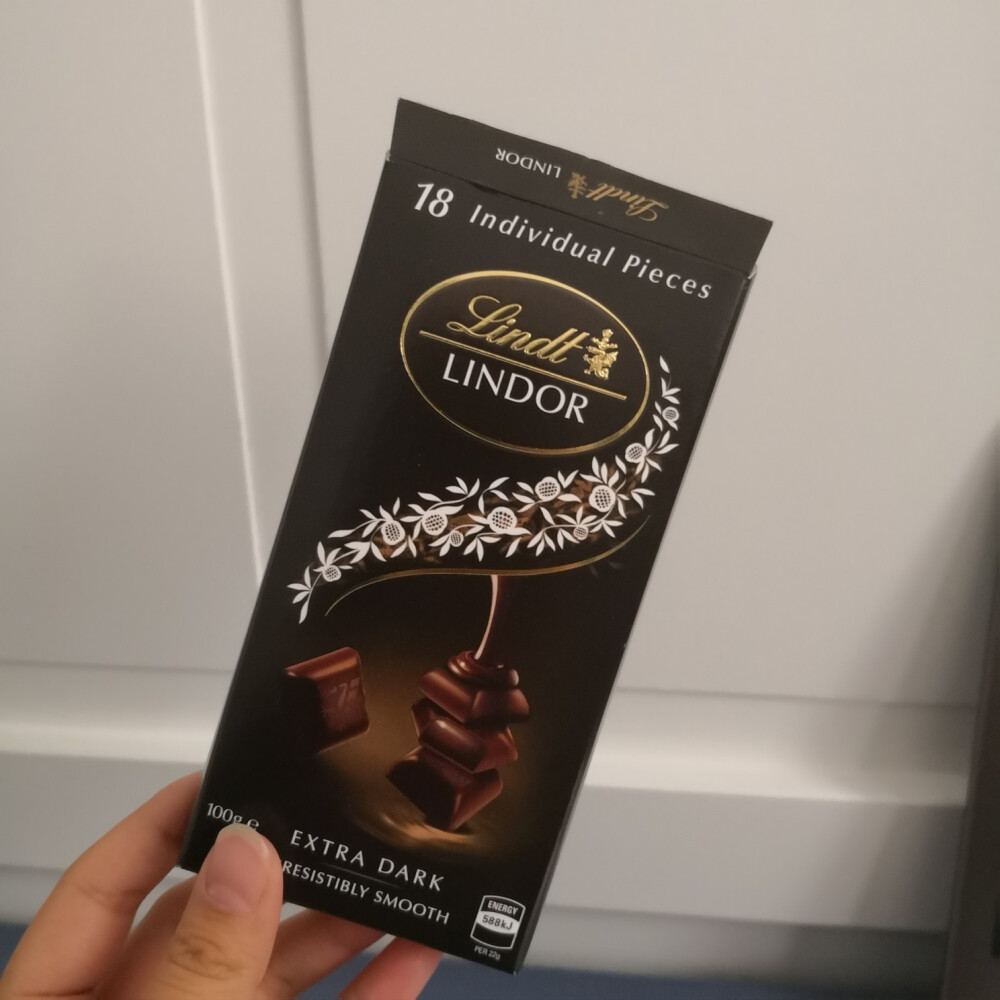 Lindt LINDOR
18 Individual Pieces
Lindt
LINDOR
100g e
EXTRA DARK
RESISTIBLY SMOOTH
ENERGY
588kJ
PER 22g